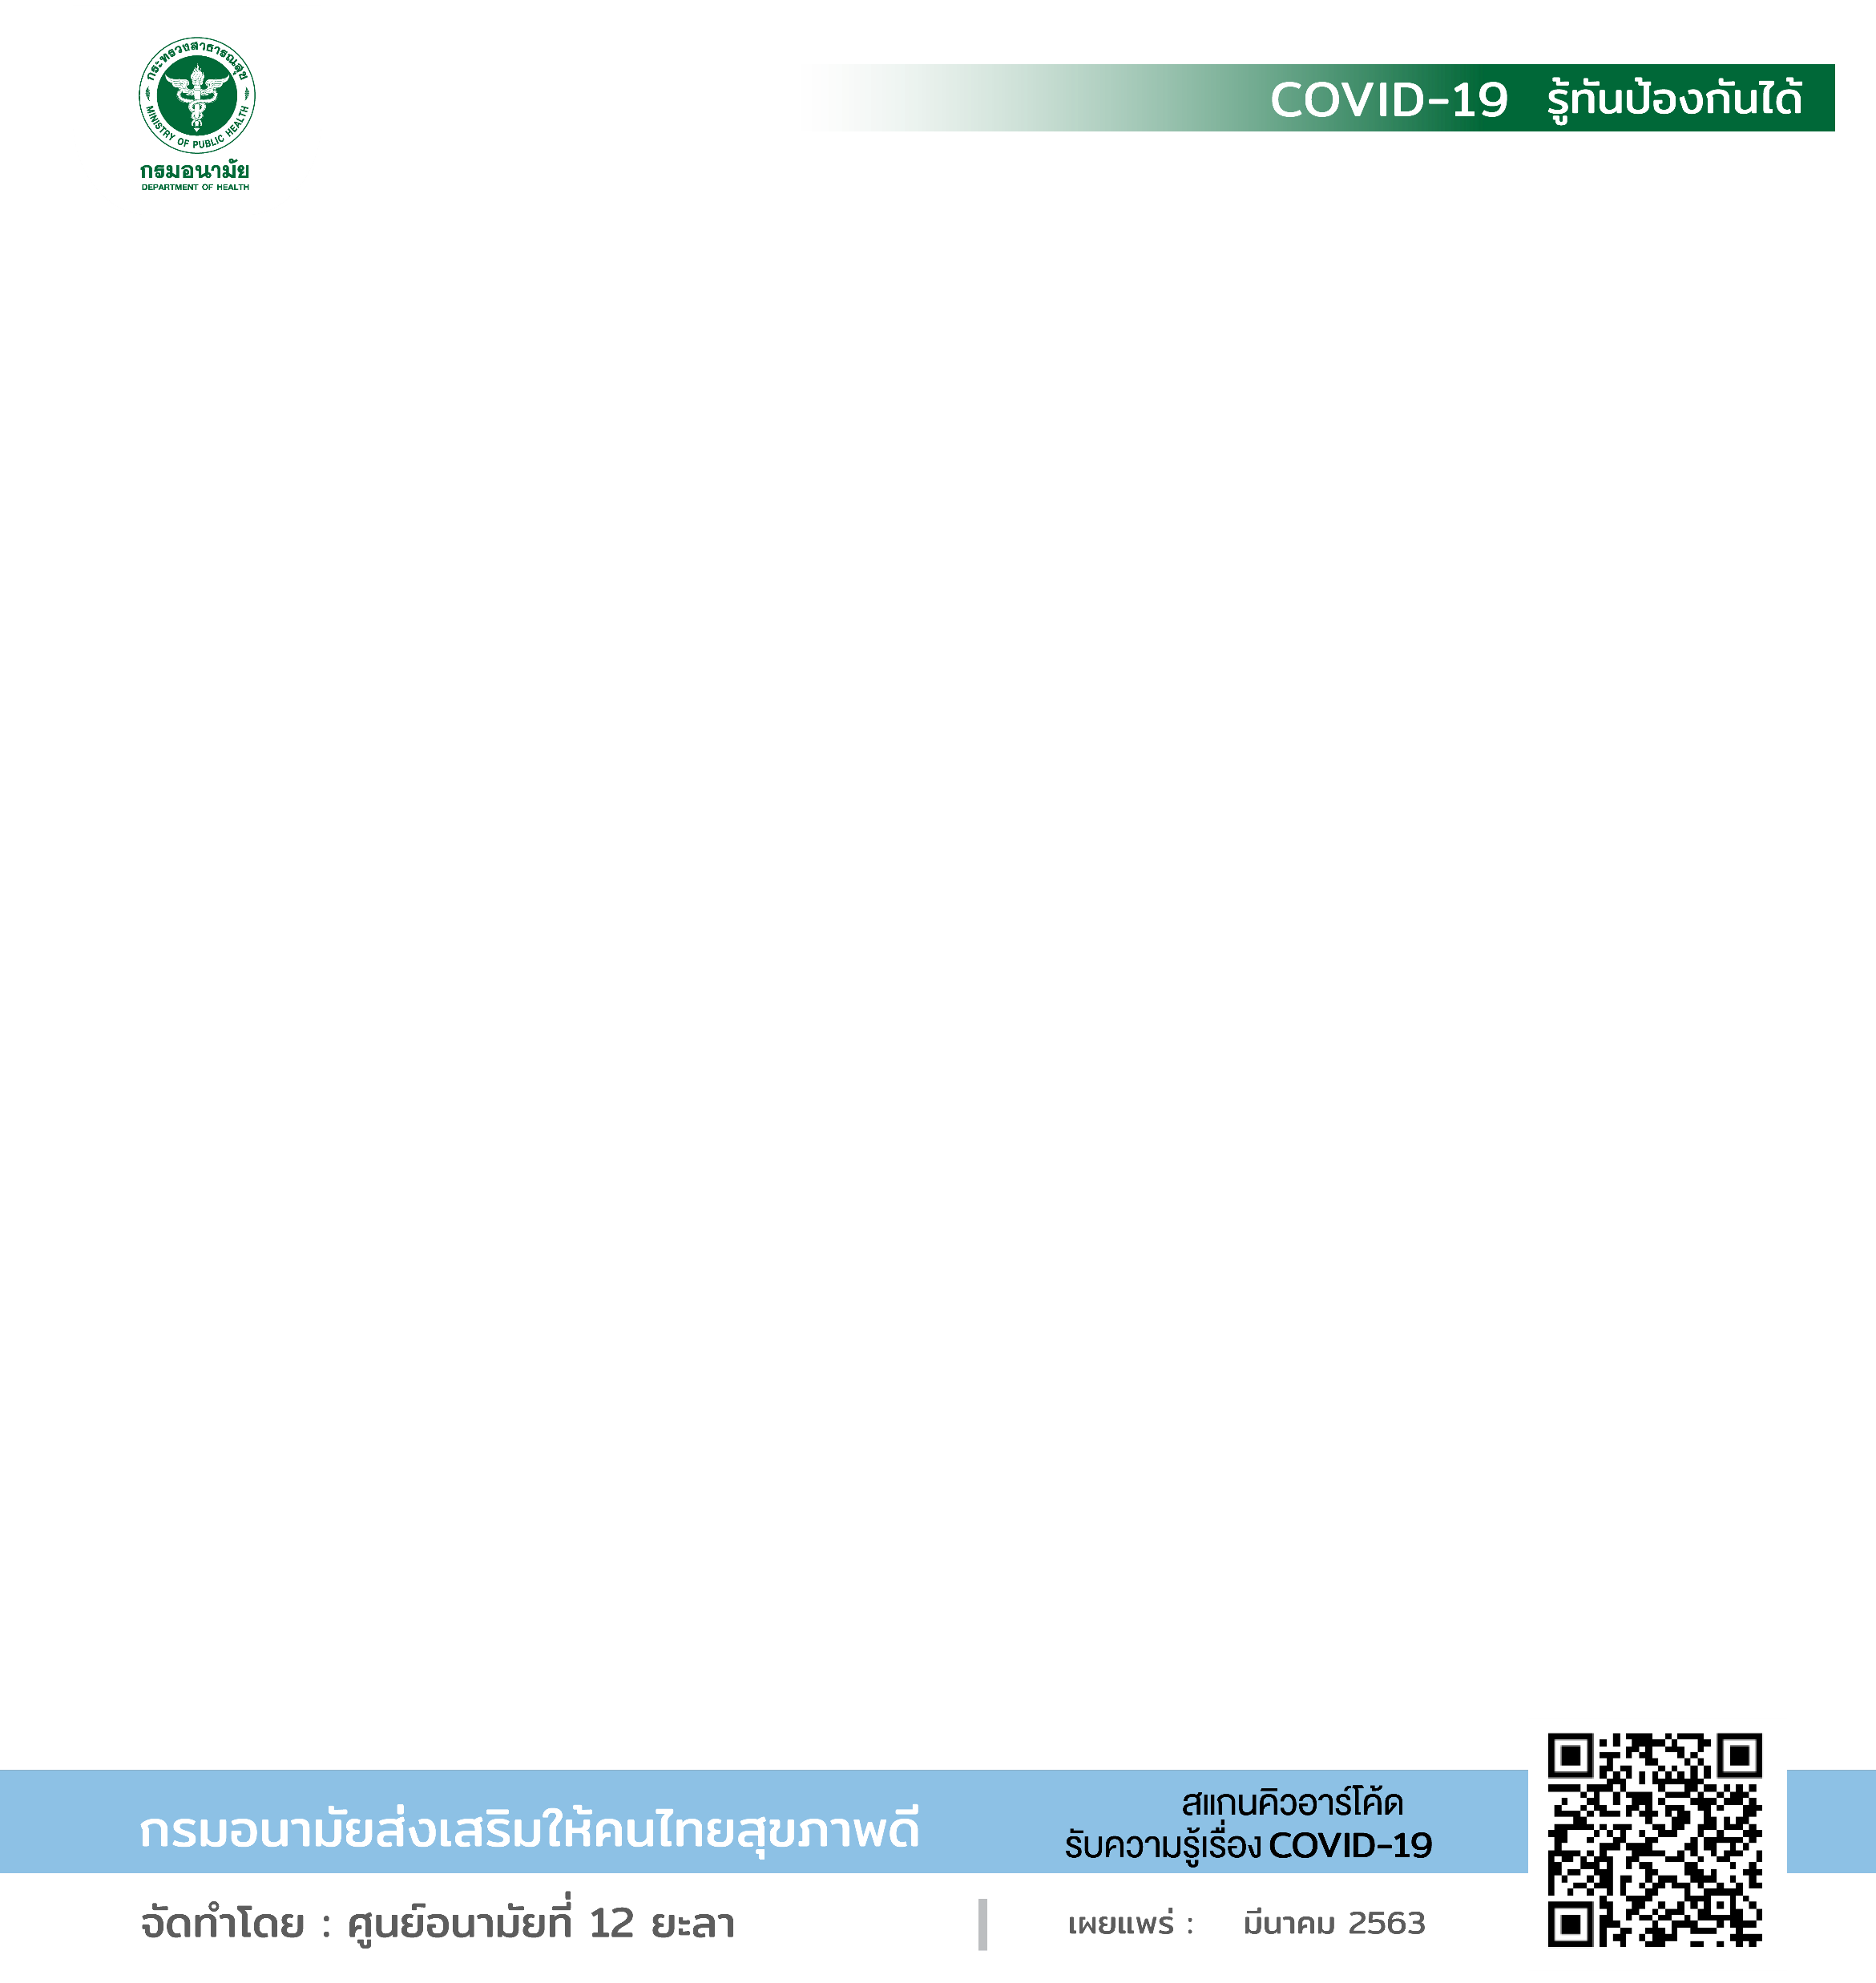 กระทรวงสาธารณสุข
MINISTRY OF PUBLIC HEALTH
กรมอนามัย
DEPARTMENT OF HEALTH
COVID-19 รู้ทันป้องกันได้
กรมอนามัยส่งเสริมให้คนไทยสุขภาพดี
สแกนคิวอาร์โค้ด
รับความรู้เรื่อง COVID-19
จัดทำโดย : ศูนย์อนามัยที่ 12 ยะลา
เผยแพร่ : มีนาคม 2563